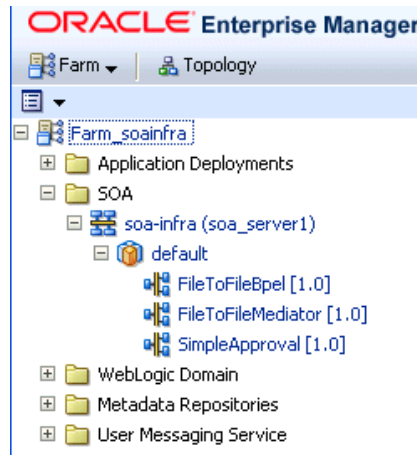 ORACLE Enterprise Manager
Farm Topology
Farm_soainfra
Application Deployments
SOA
soa-infra (soa_server1)
default
FileToFileBpel [1.0]
FileToFileMediator [1.0]
SimpleApproval [1.0]
WebLogic Domain
Metadata Repositories
User Messaging Service